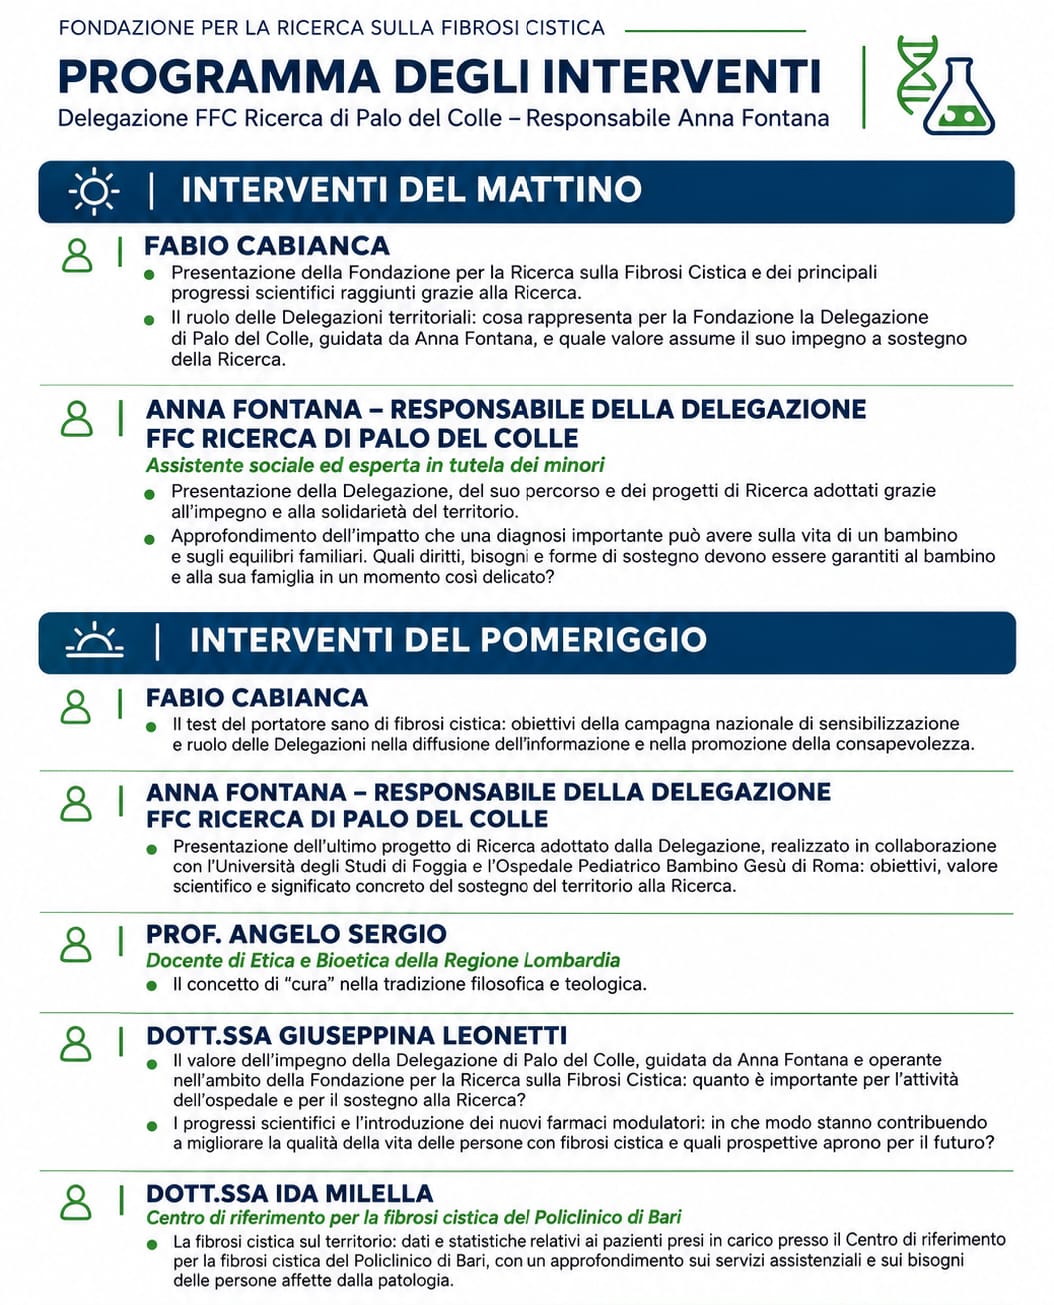 FONDAZIONE PER LA RICERCA SULLA FIBROSI CISTICA
PROGRAMMA DEGLI INTERVENTI
Delegazione FFC Ricerca di Palo del Colle – Responsabile Anna Fontana
INTERVENTI DEL MATTINO
FABIO CABIANCA
• Presentazione della Fondazione per la Ricerca sulla Fibrosi Cistica e dei principali
progressi scientifici raggiunti grazie alla Ricerca.
• Il ruolo delle Delegazioni territoriali: cosa rappresenta per la Fondazione la Delegazione
di Palo del Colle, guidata da Anna Fontana, e quale valore assume il suo impegno a sostegno
della Ricerca.
ANNA FONTANA – RESPONSABILE DELLA DELEGAZIONE
FFC RICERCA DI PALO DEL COLLE
Assistente sociale ed esperta in tutela dei minori
• Presentazione della Delegazione, del suo percorso e dei progetti di Ricerca adottati grazie
all'impegno e alla solidarietà del territorio.
• Approfondimento dell'impatto che una diagnosi importante può avere sulla vita di un bambino
e sugli equilibri familiari. Quali diritti, bisogni e forme di sostegno devono essere garantiti al bambino
e alla sua famiglia in un momento così delicato?
INTERVENTI DEL POMERIGGIO
FABIO CABIANCA
• Il test del portatore sano di fibrosi cistica: obiettivi della campagna nazionale di sensibilizzazione
e ruolo delle Delegazioni nella diffusione dell'informazione e nella promozione della consapevolezza.
ANNA FONTANA – RESPONSABILE DELLA DELEGAZIONE
FFC RICERCA DI PALO DEL COLLE
• Presentazione dell'ultimo progetto di Ricerca adottato dalla Delegazione, realizzato in collaborazione
con l'Università degli Studi di Foggia e l'Ospedale Pediatrico Bambino Gesù di Roma: obiettivi, valore
scientifico e significato concreto del sostegno del territorio alla Ricerca.
PROF. ANGELO SERGIO
Docente di Etica e Bioetica della Regione Lombardia
• Il concetto di “cura” nella tradizione filosofica e teologica.
DOTT.SSA GIUSEPPINA LEONETTI
• Il valore dell'impegno della Delegazione di Palo del Colle, guidata da Anna Fontana e operante
nell'ambito della Fondazione per la Ricerca sulla Fibrosi Cistica: quanto è importante per l'attività
dell'ospedale e per il sostegno alla Ricerca?
• I progressi scientifici e l'introduzione dei nuovi farmaci modulatori: in che modo stanno contribuendo
a migliorare la qualità della vita delle persone con fibrosi cistica e quali prospettive aprono per il futuro?
DOTT.SSA IDA MILELLA
Centro di riferimento per la fibrosi cistica del Policlinico di Bari
• La fibrosi cistica sul territorio: dati e statistiche relativi ai pazienti presi in carico presso il Centro di riferimento
per la fibrosi cistica del Policlinico di Bari, con un approfondimento sui servizi assistenziali e sui bisogni
delle persone affette dalla patologia.